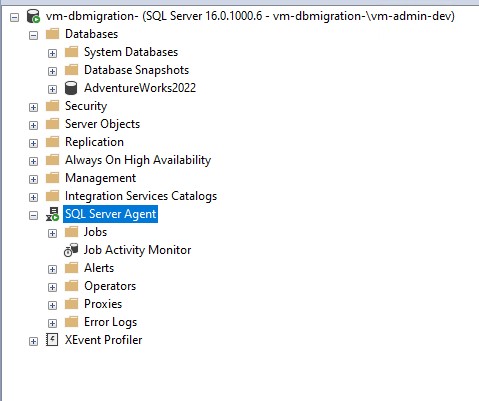 vm-dbmigration- (SQL Server 16.0.1000.6 - vm-dbmigration-\vm-admin-dev)
Databases
System Databases
Database Snapshots
AdventureWorks2022
Security
Server Objects
Replication
Always On High Availability
Management
Integration Services Catalogs
SQL Server Agent
Jobs
Job Activity Monitor
Alerts
Operators
Proxies
Error Logs
XEvent Profiler